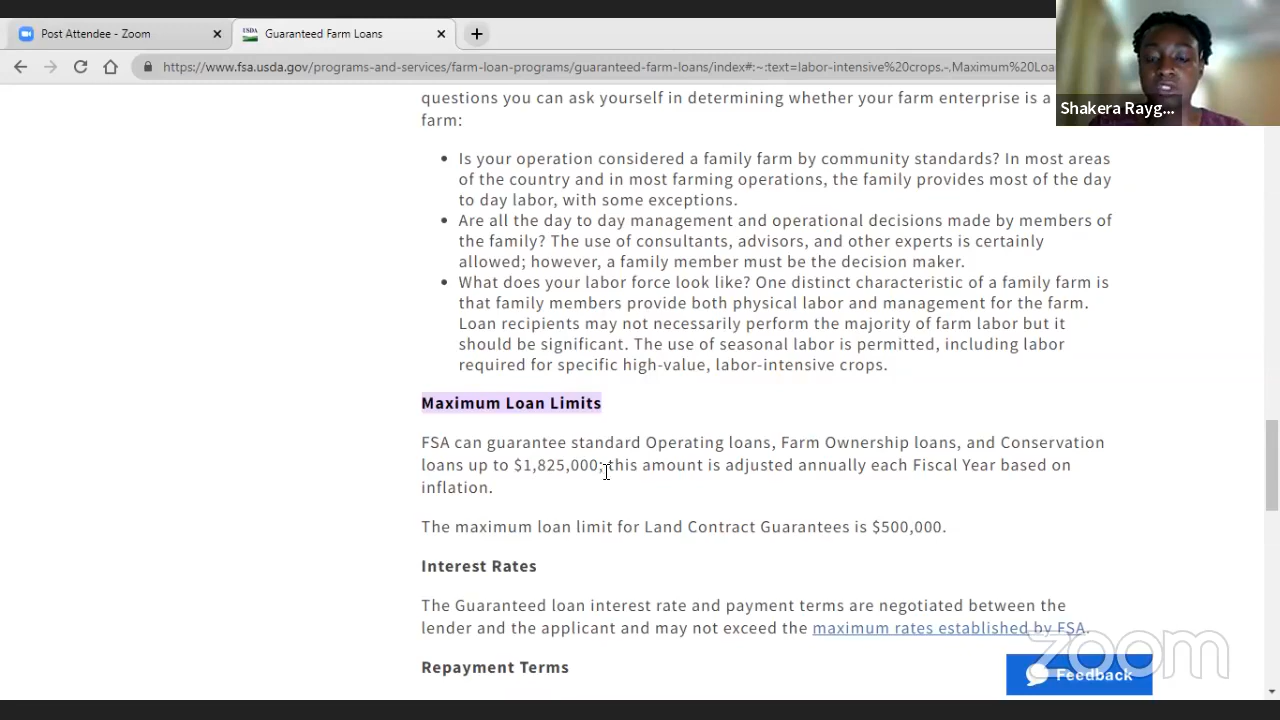 Post Attendee - Zoom
USDA
Guaranteed Farm Loans
https://www.fsa.usda.gov/programs-and-services/farm-loan-programs/guaranteed-farm-loans/index#:~:text=labor-intensive%20crops.-,Maximum%20Loa
Shakera Rayg...
questions you can ask yourself in determining whether your farm enterprise is a
farm:
• Is your operation considered a family farm by community standards? In most areas
of the country and in most farming operations, the family provides most of the day
to day labor, with some exceptions.
• Are all the day to day management and operational decisions made by members of
the family? The use of consultants, advisors, and other experts is certainly
allowed; however, a family member must be the decision maker.
• What does your labor force look like? One distinct characteristic of a family farm is
that family members provide both physical labor and management for the farm.
Loan recipients may not necessarily perform the majority of farm labor but it
should be significant. The use of seasonal labor is permitted, including labor
required for specific high-value, labor-intensive crops.
Maximum Loan Limits
FSA can guarantee standard Operating loans, Farm Ownership loans, and Conservation
loans up to $1,825,000; this amount is adjusted annually each Fiscal Year based on
inflation.
The maximum loan limit for Land Contract Guarantees is $500,000.
Interest Rates
The Guaranteed loan interest rate and payment terms are negotiated between the
lender and the applicant and may not exceed the maximum rates established by FSA.
Repayment Terms
zoom
Feedback